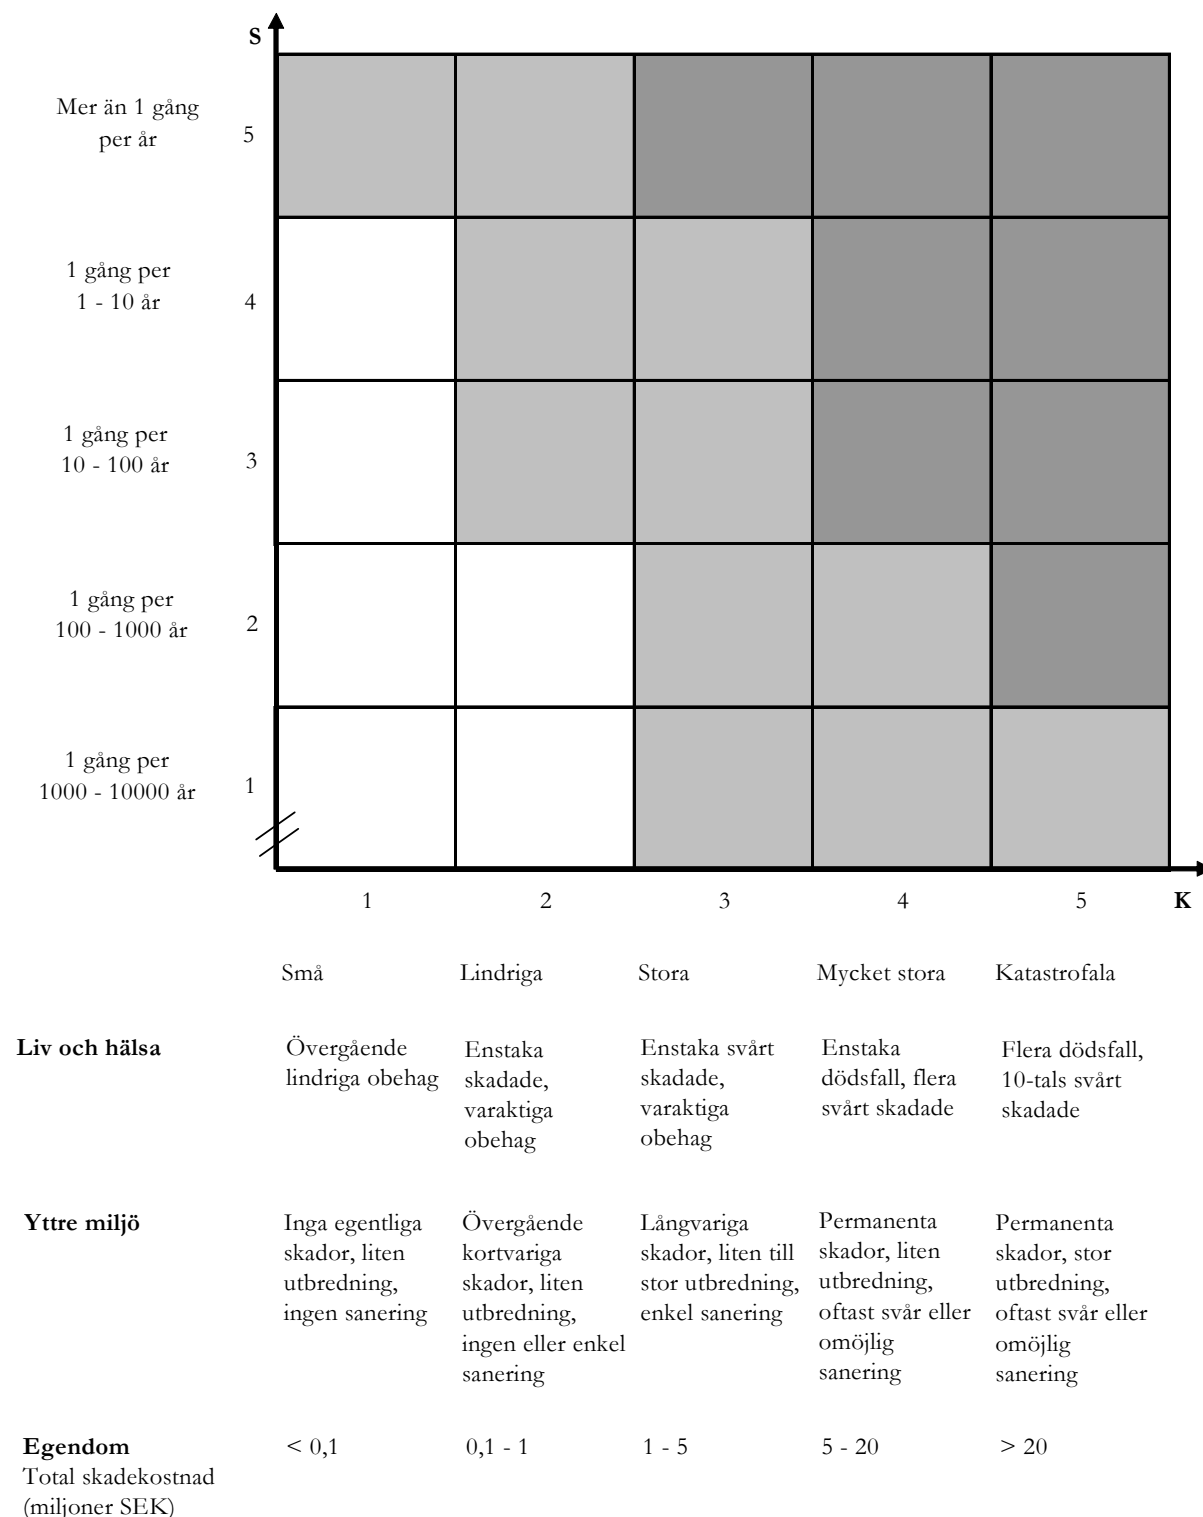 S
Mer än 1 gång
per år
5
1 gång per
1 - 10 år
4
1 gång per
10 - 100 år
3
1 gång per
100 - 1000 år
2
1 gång per
1000 - 10000 år
1
1 2 3 4 5 K
Små Lindriga Stora Mycket stora Katastrofala
Liv och hälsa
Övergående
lindriga obehag
Enstaka
skadade,
varaktiga
obehag
Enstaka svårt
skadade,
varaktiga
obehag
Enstaka
dödsfall, flera
svårt skadade
Flera dödsfall,
10-tals svårt
skadade
Yttre miljö
Inga egentliga
skador, liten
utbredning,
ingen sanering
Övergående
kortvariga
skador, liten
utbredning,
ingen eller enkel
sanering
Långvariga
skador, liten till
stor utbredning,
enkel sanering
Permanenta
skador, liten
utbredning,
oftast svår eller
omöjlig
sanering
Permanenta
skador, stor
utbredning,
oftast svår eller
omöjlig
sanering
Egendom
Total skadekostnad
(miljoner SEK)
< 0,1
0,1 - 1
1 - 5
5 - 20
> 20